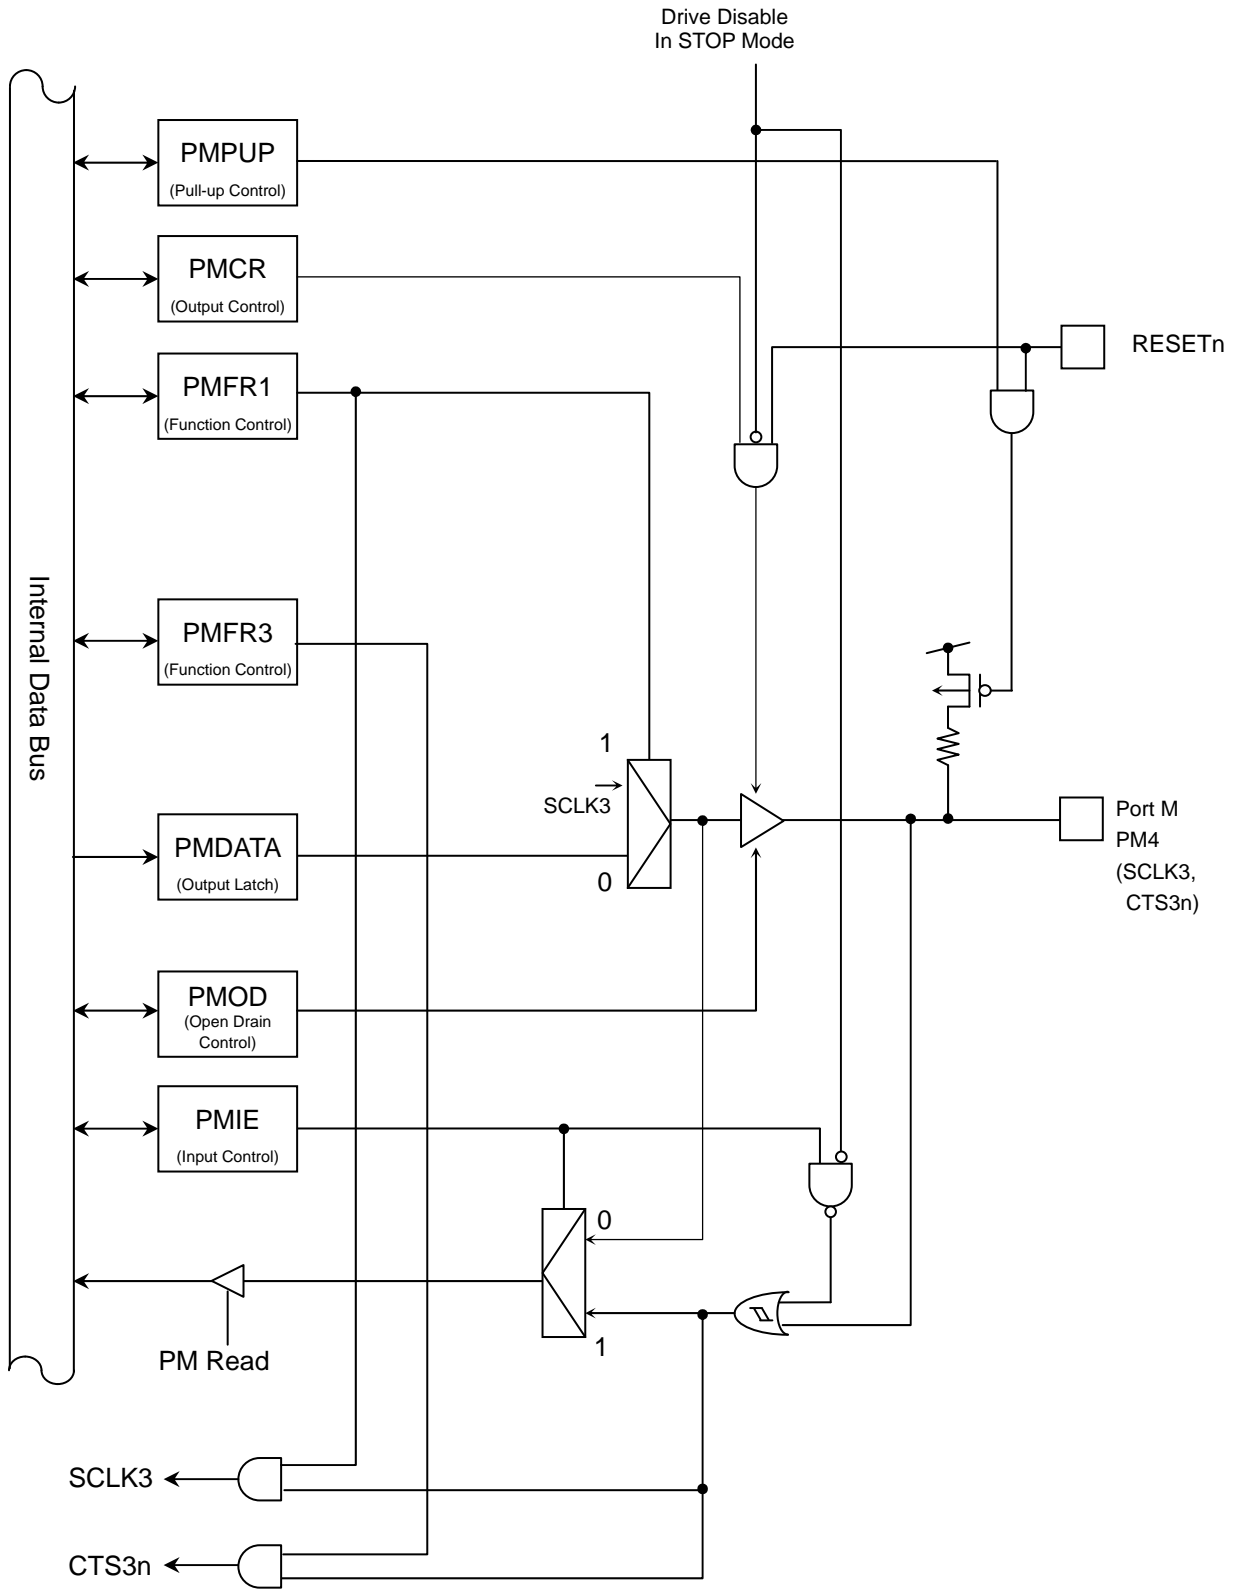 Drive Disable
In STOP Mode
PMPUP
(Pull-up Control)
PMCR
(Output Control)
RESETn
PMFR1
(Function Control)
Internal Data Bus
PMFR3
(Function Control)
1
SCLK3
Port M
PM4
(SCLK3,
CTS3n)
PMDATA
(Output Latch)
0
PMOD
(Open Drain
Control)
PMIE
(Input Control)
0
1
PM Read
SCLK3
CTS3n